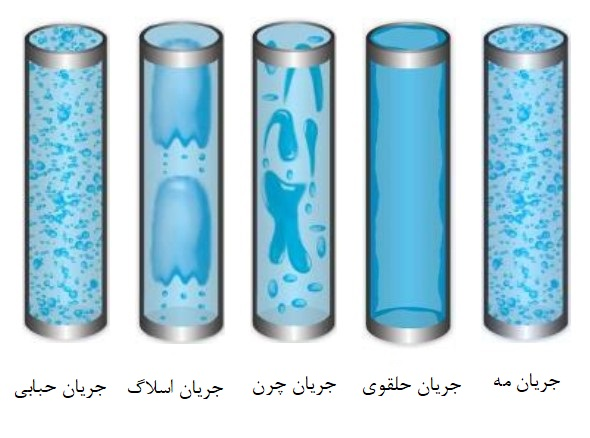 جریان مه
جریان حلقوی
جریان چرن
جریان اسلاگ
جریان حبابی